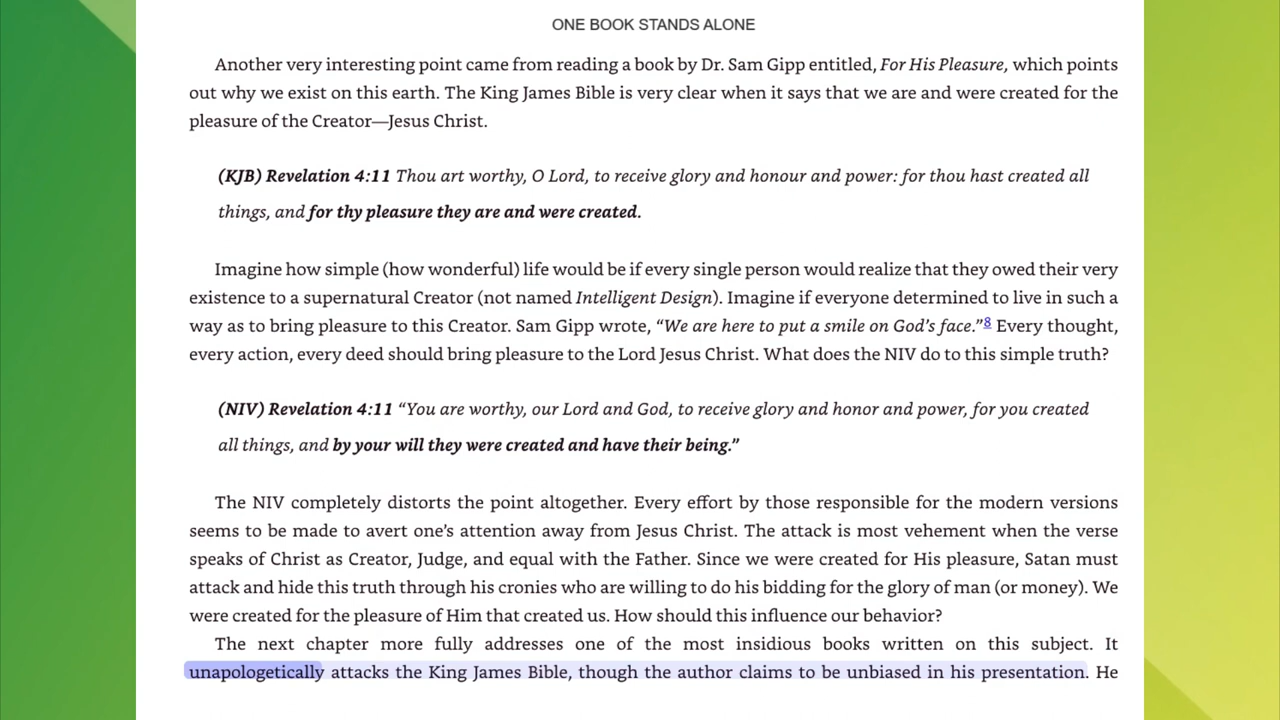 ONE BOOK STANDS ALONE
Another very interesting point came from reading a book by Dr. Sam Gipp entitled, For His Pleasure, which points
out why we exist on this earth. The King James Bible is very clear when it says that we are and were created for the
pleasure of the Creator—Jesus Christ.
(KJB) Revelation 4:11 Thou art worthy, O Lord, to receive glory and honour and power: for thou hast created all
things, and for thy pleasure they are and were created.
Imagine how simple (how wonderful) life would be if every single person would realize that they owed their very
existence to a supernatural Creator (not named Intelligent Design). Imagine if everyone determined to live in such a
way as to bring pleasure to this Creator. Sam Gipp wrote, “We are here to put a smile on God’s face.”8 Every thought,
every action, every deed should bring pleasure to the Lord Jesus Christ. What does the NIV do to this simple truth?
(NIV) Revelation 4:11 “You are worthy, our Lord and God, to receive glory and honor and power, for you created
all things, and by your will they were created and have their being.”
The NIV completely distorts the point altogether. Every effort by those responsible for the modern versions
seems to be made to avert one’s attention away from Jesus Christ. The attack is most vehement when the verse
speaks of Christ as Creator, Judge, and equal with the Father. Since we were created for His pleasure, Satan must
attack and hide this truth through his cronies who are willing to do his bidding for the glory of man (or money). We
were created for the pleasure of Him that created us. How should this influence our behavior?
The next chapter more fully addresses one of the most insidious books written on this subject. It
unapologetically attacks the King James Bible, though the author claims to be unbiased in his presentation. He